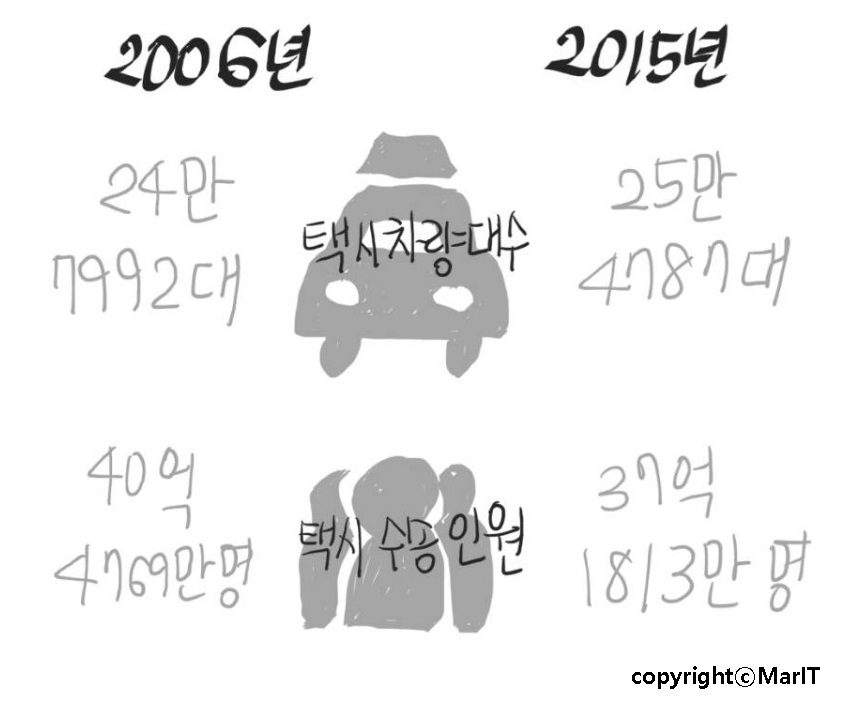 2006년
2015년
24만
7992대
택시차량대수
25만
4787대
40억
4769만명
택시 수송 인원
37억
1813만 명
copyrightⓒMarIT